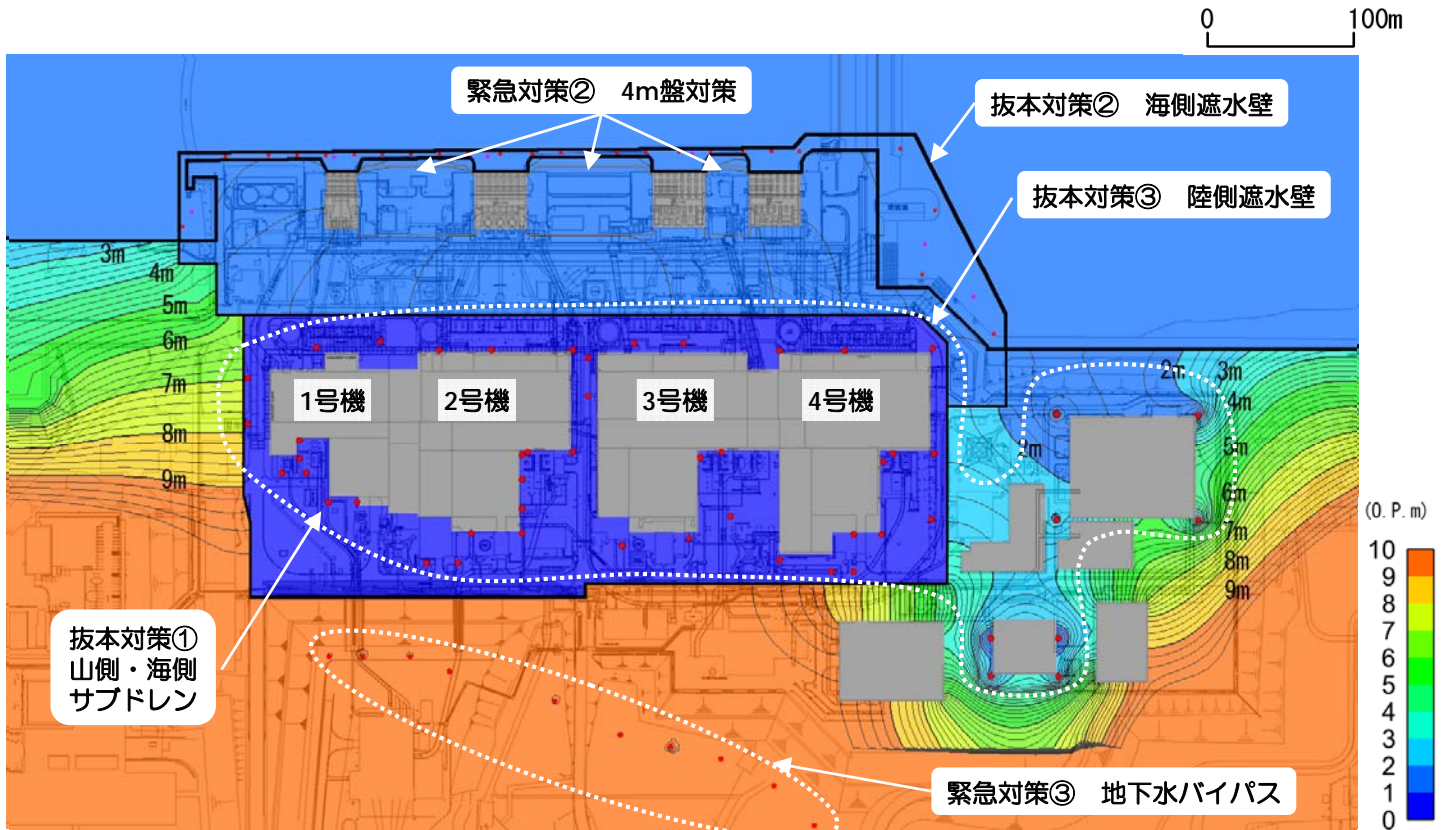 0 100m
緊急対策② 4m盤対策
抜本対策② 海側遮水壁
抜本対策③ 陸側遮水壁
3m
4m
5m
6m
7m
8m
9m
1号機
2号機
3号機
4号機
2m
3m
4m
2m
5m
6m
7m
8m
9m
抜本対策①
山側・海側
サブドレン
緊急対策③ 地下水バイパス
(O.P.m)
10
9
8
7
6
5
4
3
2
1
0